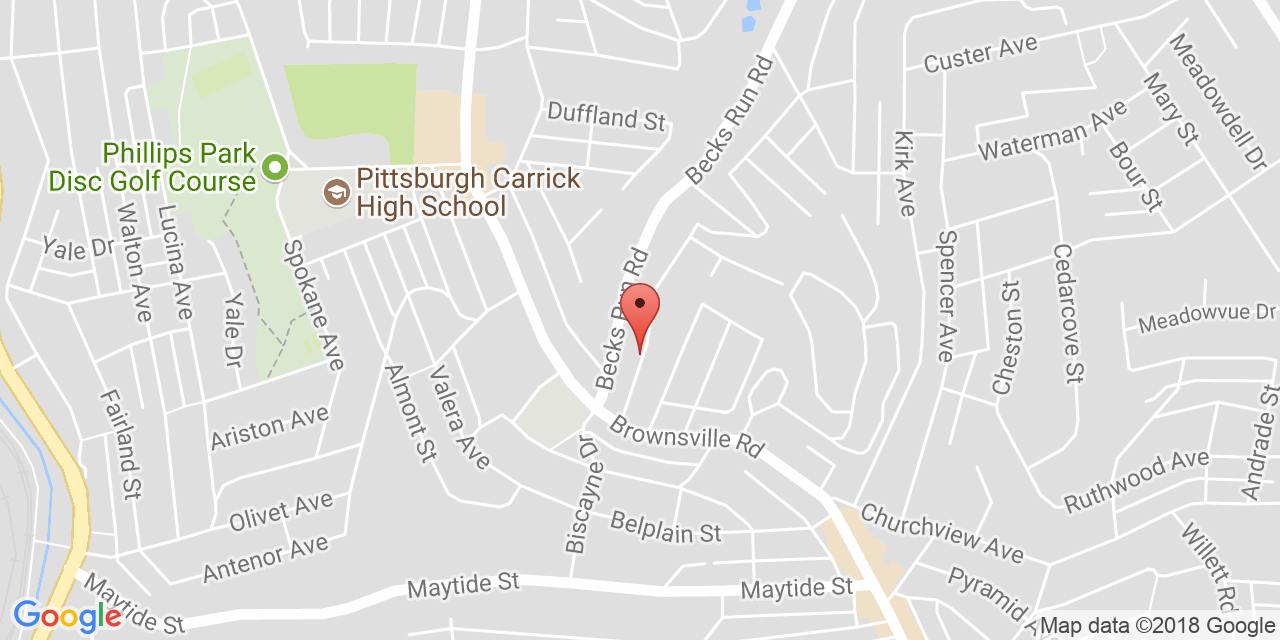 Custer Ave
Meadowdell Dr
Mary St
Becks Run Rd
Duffland St
Waterman Ave
Bour St
Kirk Ave
Phillips Park
Disc Golf Course
Pittsburgh Carrick
High School
Yale Dr
Walton Ave
Lucina Ave
Spokane Ave
Yale Dr
Becks Run Rd
Spencer Ave
Cheston St
Cedarcove St
Meadowvue Dr
Fairland St
Ariston Ave
Almont St
Valera Ave
Brownsville Rd
Biscayne Dr
Andrade St
Ruthwood Ave
Olivet Ave
Antenor Ave
Belplain St
Churchview Ave
Willett Rd
Maytide St
Maytide St
Maytide St
Pyramid A
Google
Map data ©2018 Google